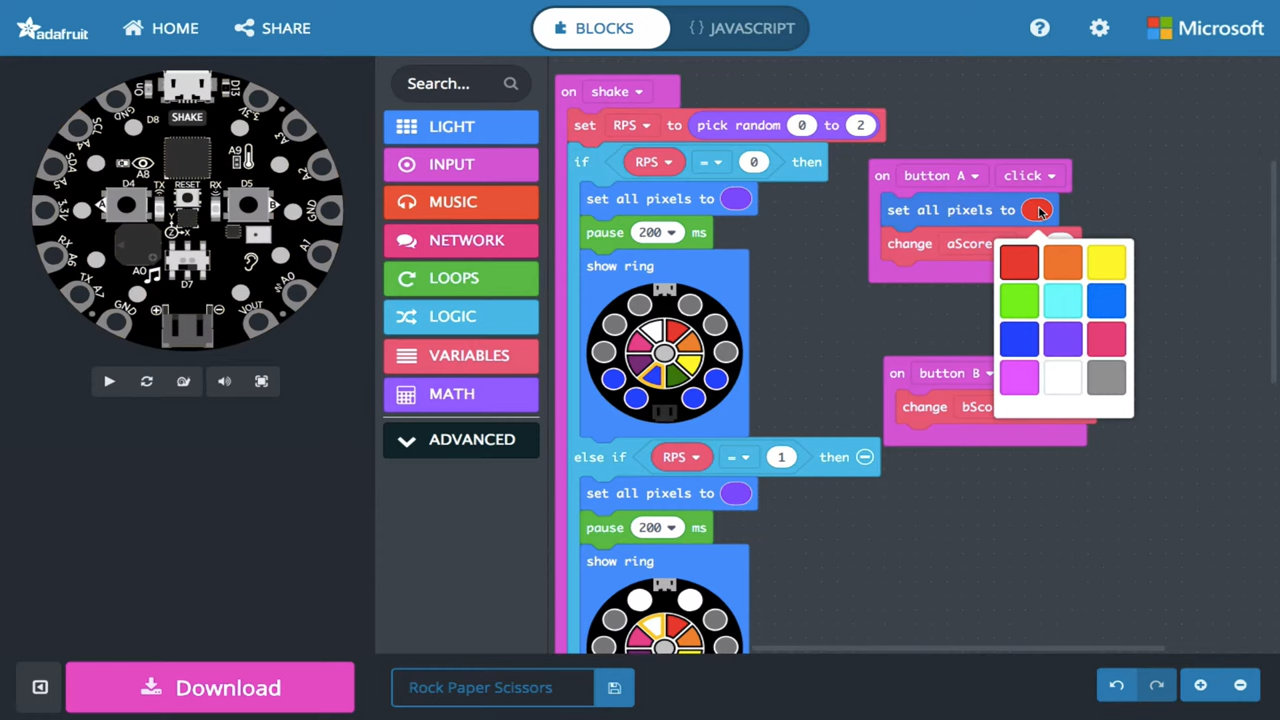 adafruit
HOME
SHARE
BLOCKS
{ } JAVASCRIPT
?
Microsoft
D13
D8
SHAKE
GND
3.3V
SCL
A3
A4
A8
A9
SDA
A2
A5
D4
TX
RESET
RX
D5
A1
3.3V
A
B
GND
RX
A6
TX
A7
A0
D7
A0
GND
VOUT
Search...
LIGHT
INPUT
MUSIC
NETWORK
LOOPS
LOGIC
VARIABLES
MATH
ADVANCED
on shake
set RPS to pick random 0 to 2
if RPS = 0 then
set all pixels to
pause 200 ms
show ring
else if RPS = 1 then
set all pixels to
pause 200 ms
show ring
on button A click
set all pixels to
change aScore
on button B
change bSco
Download
Rock Paper Scissors